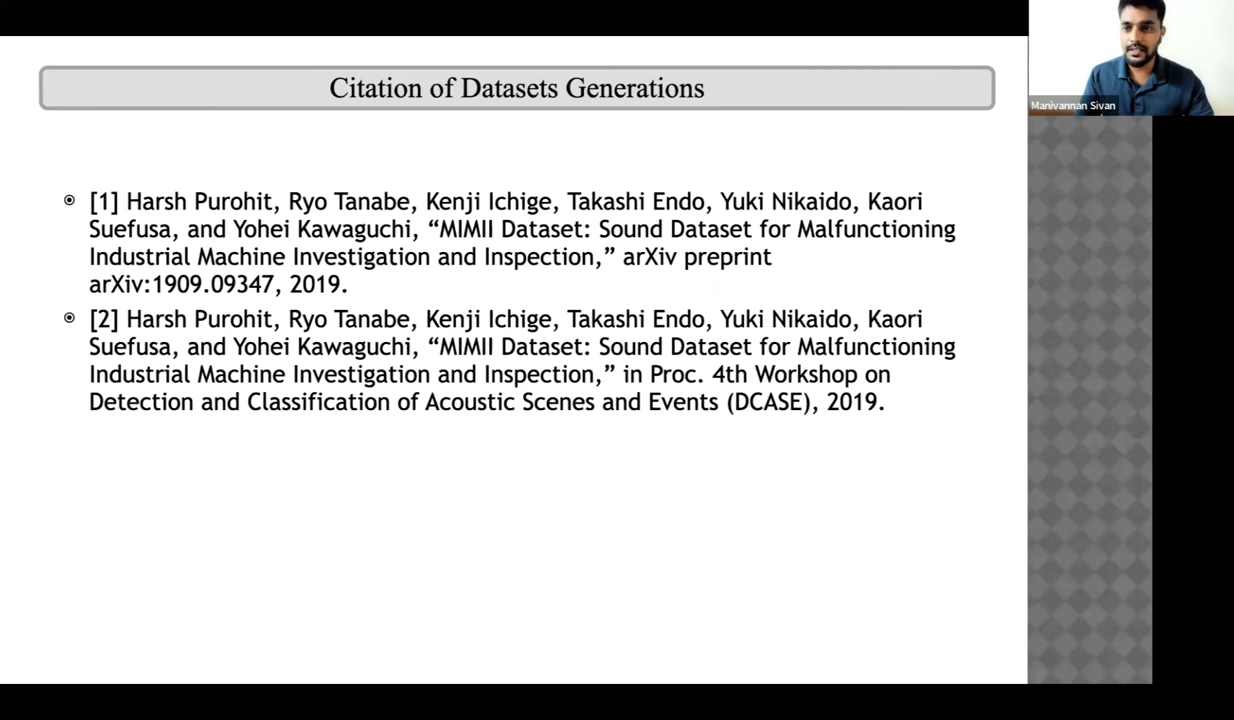 Citation of Datasets Generations
Manivannan Sivan
[1] Harsh Purohit, Ryo Tanabe, Kenji Ichige, Takashi Endo, Yuki Nikaido, Kaori
Suefusa, and Yohei Kawaguchi, “MIMII Dataset: Sound Dataset for Malfunctioning
Industrial Machine Investigation and Inspection,” arXiv preprint
arXiv:1909.09347, 2019.
[2] Harsh Purohit, Ryo Tanabe, Kenji Ichige, Takashi Endo, Yuki Nikaido, Kaori
Suefusa, and Yohei Kawaguchi, “MIMII Dataset: Sound Dataset for Malfunctioning
Industrial Machine Investigation and Inspection,” in Proc. 4th Workshop on
Detection and Classification of Acoustic Scenes and Events (DCASE), 2019.